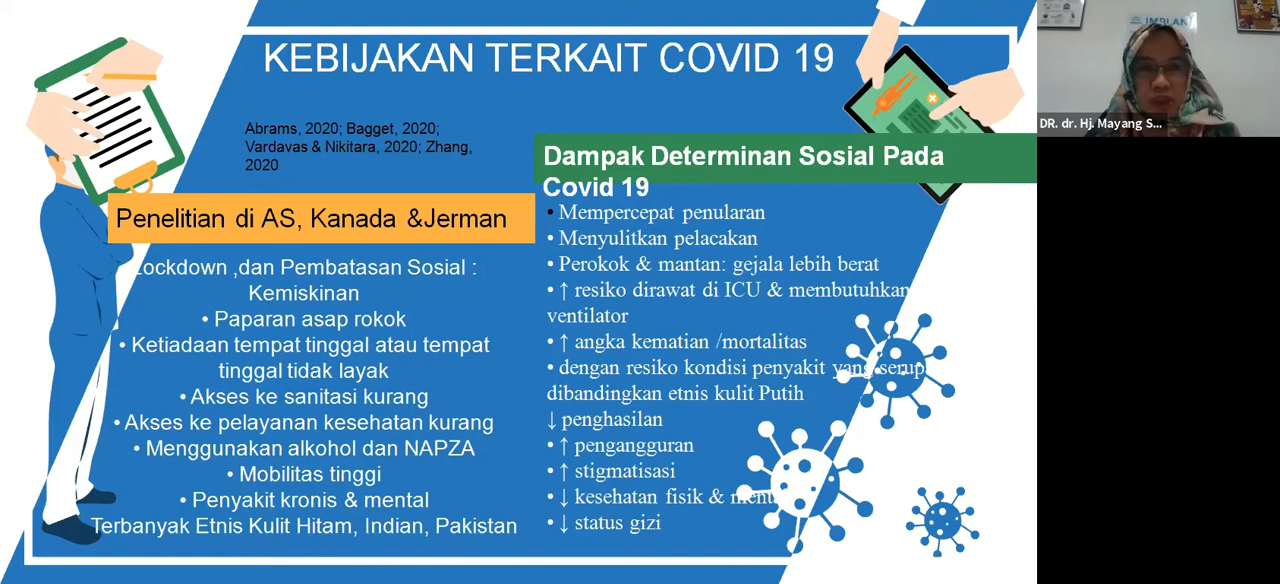 KEBIJAKAN TERKAIT COVID 19
Abrams, 2020; Bagget, 2020;
Vardavas & Nikitara, 2020; Zhang,
2020
Penelitian di AS, Kanada &Jerman
Lockdown ,dan Pembatasan Sosial :
Kemiskinan
• Paparan asap rokok
• Ketiadaan tempat tinggal atau tempat
tinggal tidak layak
• Akses ke sanitasi kurang
• Akses ke pelayanan kesehatan kurang
• Menggunakan alkohol dan NAPZA
• Mobilitas tinggi
• Penyakit kronis & mental
Terbanyak Etnis Kulit Hitam, Indian, Pakistan
Dampak Determinan Sosial Pada
Covid 19
• Mempercepat penularan
• Menyulitkan pelacakan
• Perokok & mantan: gejala lebih berat
• ↑ resiko dirawat di ICU & membutuhkan
ventilator
• ↑ angka kematian /mortalitas
• dengan resiko kondisi penyakit yang serupa
dibandingkan etnis kulit Putih
↓ penghasilan
• ↑ pengangguran
• ↑ stigmatisasi
• ↓ kesehatan fisik &
• ↓ status gizi
DR. dr. Hj. Mayang S...